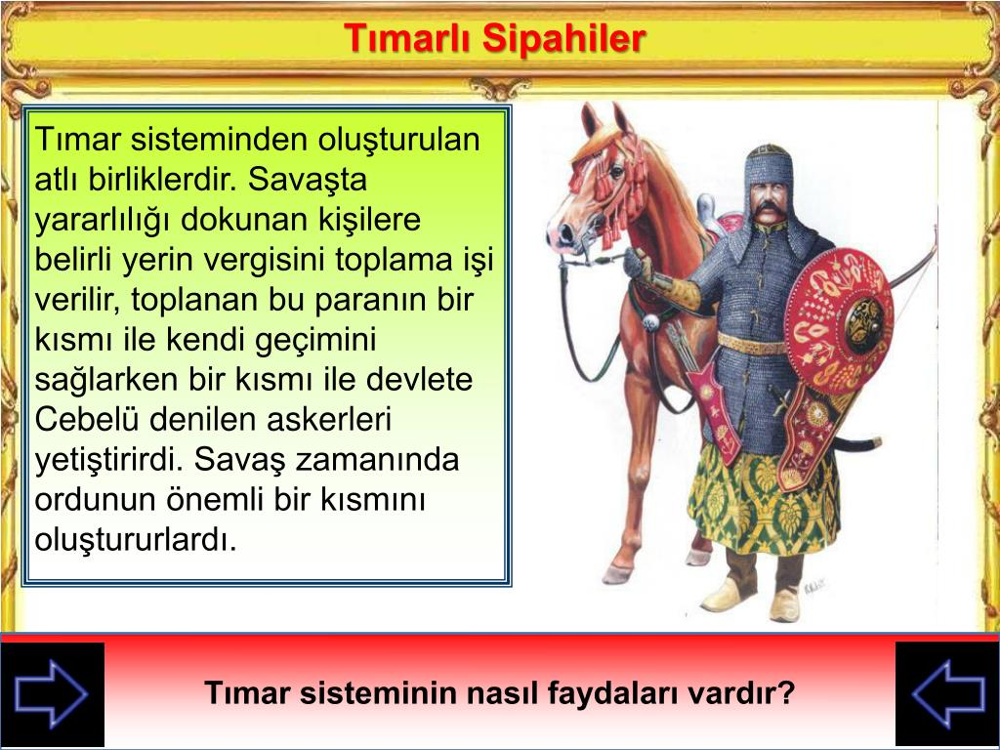 Tımarlı Sipahiler
Tımar sisteminden oluşturulan
atlı birliklerdir. Savaşta
yararlılığı dokunan kişilere
belirli yerin vergisini toplama işi
verilir, toplanan bu paranın bir
kısmı ile kendi geçimini
sağlarken bir kısmı ile devlete
Cebelü denilen askerleri
yetiştirirdi. Savaş zamanında
ordunun önemli bir kısmını
oluştururlardı.
Tımar sisteminin nasıl faydaları vardır?